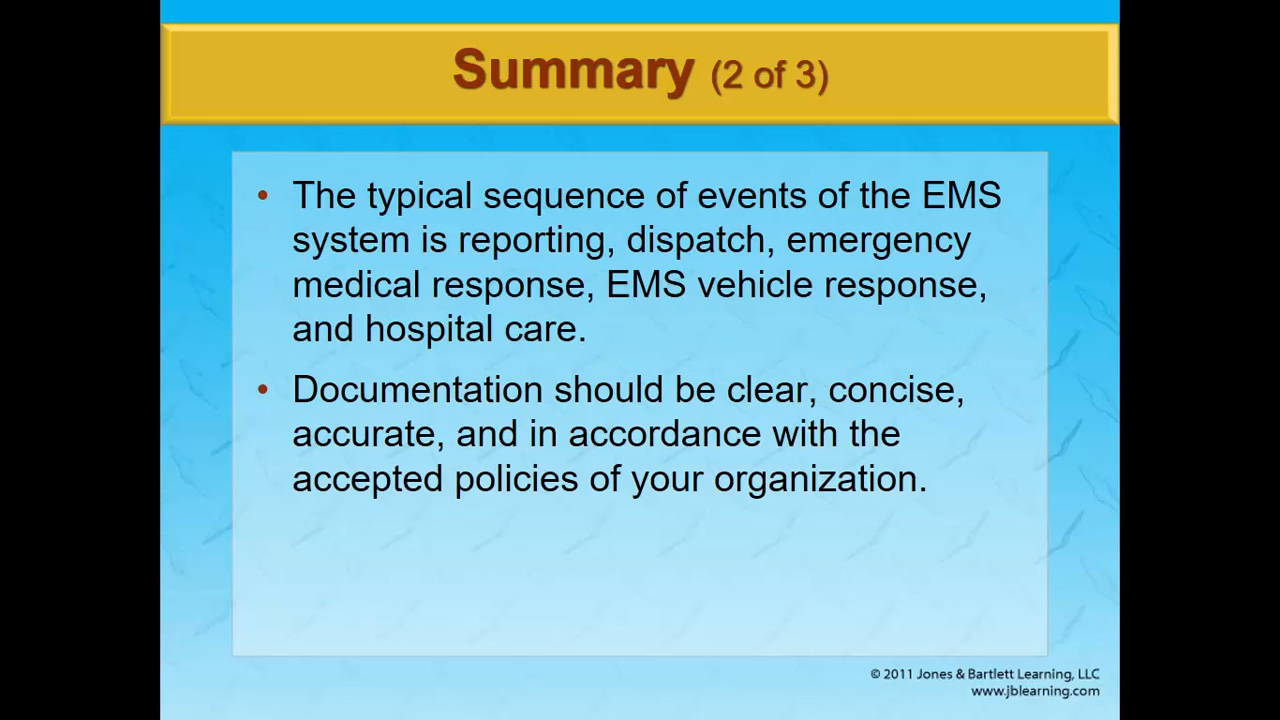 Summary (2 of 3)
• The typical sequence of events of the EMS
system is reporting, dispatch, emergency
medical response, EMS vehicle response,
and hospital care.
• Documentation should be clear, concise,
accurate, and in accordance with the
accepted policies of your organization.
© 2011 Jones & Bartlett Learning, LLC
www.jblearning.com